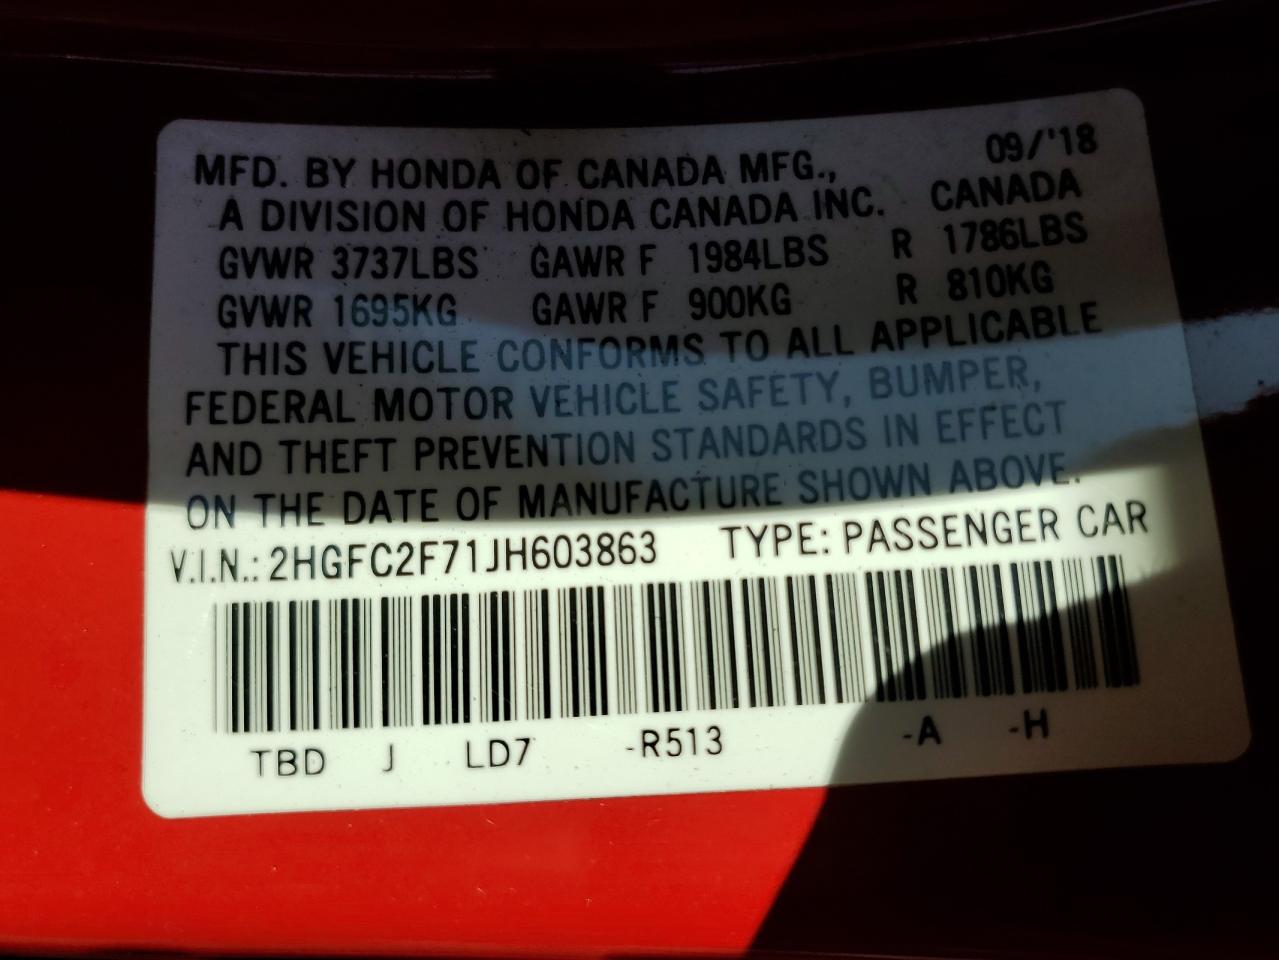 MFD. BY HONDA OF CANADA MFG., 09/'18
A DIVISION OF HONDA CANADA INC. CANADA
GVWR 3737LBS GAWR F 1984LBS R 1786LBS
GVWR 1695KG GAWR F 900KG R 810KG
THIS VEHICLE CONFORMS TO ALL APPLICABLE
FEDERAL MOTOR VEHICLE SAFETY, BUMPER,
AND THEFT PREVENTION STANDARDS IN EFFECT
ON THE DATE OF MANUFACTURE SHOWN ABOVE.
V.I.N.: 2HGFC2F71JH603863 TYPE: PASSENGER CAR
TBD J LD7 -R513 -A -H